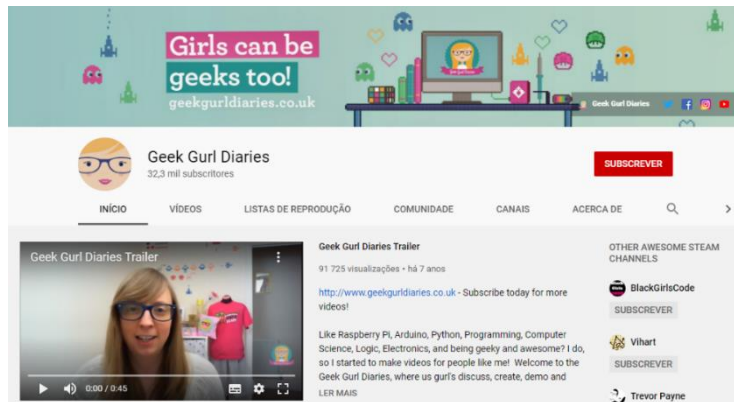 Girls can be
geeks too!
geekgurldiaries.co.uk
Geek Gurl Diaries
Geek Gurl Diaries
32,3 mil subscritores
SUBSCREVER
INÍCIO VÍDEOS LISTAS DE REPRODUÇÃO COMUNIDADE CANAIS ACERCA DE
Geek Gurl Diaries Trailer
0:00 / 0:45
Geek Gurl Diaries Trailer
91 725 visualizações • há 7 anos
http://www.geekgurldiaries.co.uk - Subscribe today for more
videos!
Like Raspberry Pi, Arduino, Python, Programming, Computer
Science, Logic, Electronics, and being geeky and awesome? I do,
so I started to make videos for people like me! Welcome to the
Geek Gurl Diaries, where us gurl's discuss, create, demo and
LER MAIS
OTHER AWESOME STEAM
CHANNELS
BlackGirlsCode
SUBSCREVER
Vihart
SUBSCREVER
Trevor Payne